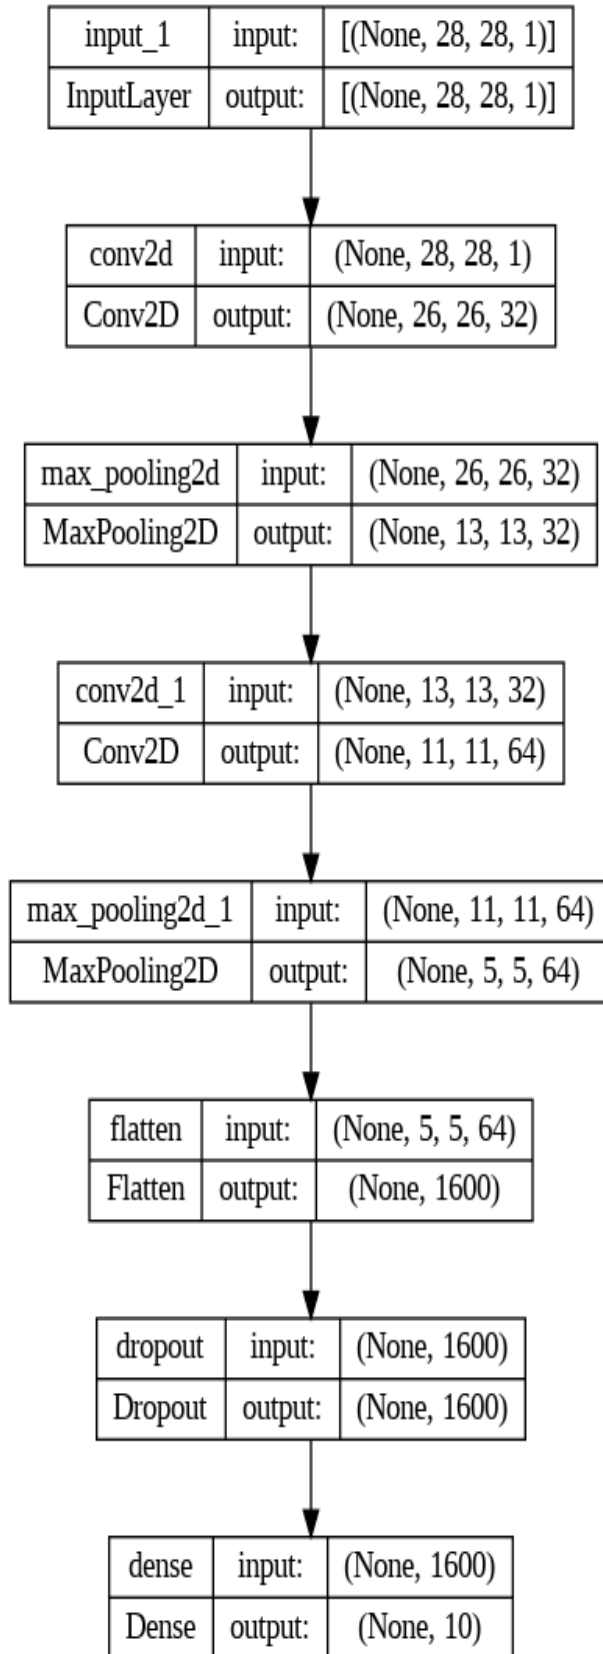 input_1 input: [(None, 28, 28, 1)]
InputLayer output: [(None, 28, 28, 1)]
conv2d input: (None, 28, 28, 1)
Conv2D output: (None, 26, 26, 32)
max_pooling2d input: (None, 26, 26, 32)
MaxPooling2D output: (None, 13, 13, 32)
conv2d_1 input: (None, 13, 13, 32)
Conv2D output: (None, 11, 11, 64)
max_pooling2d_1 input: (None, 11, 11, 64)
MaxPooling2D output: (None, 5, 5, 64)
flatten input: (None, 5, 5, 64)
Flatten output: (None, 1600)
dropout input: (None, 1600)
Dropout output: (None, 1600)
dense input: (None, 1600)
Dense output: (None, 10)